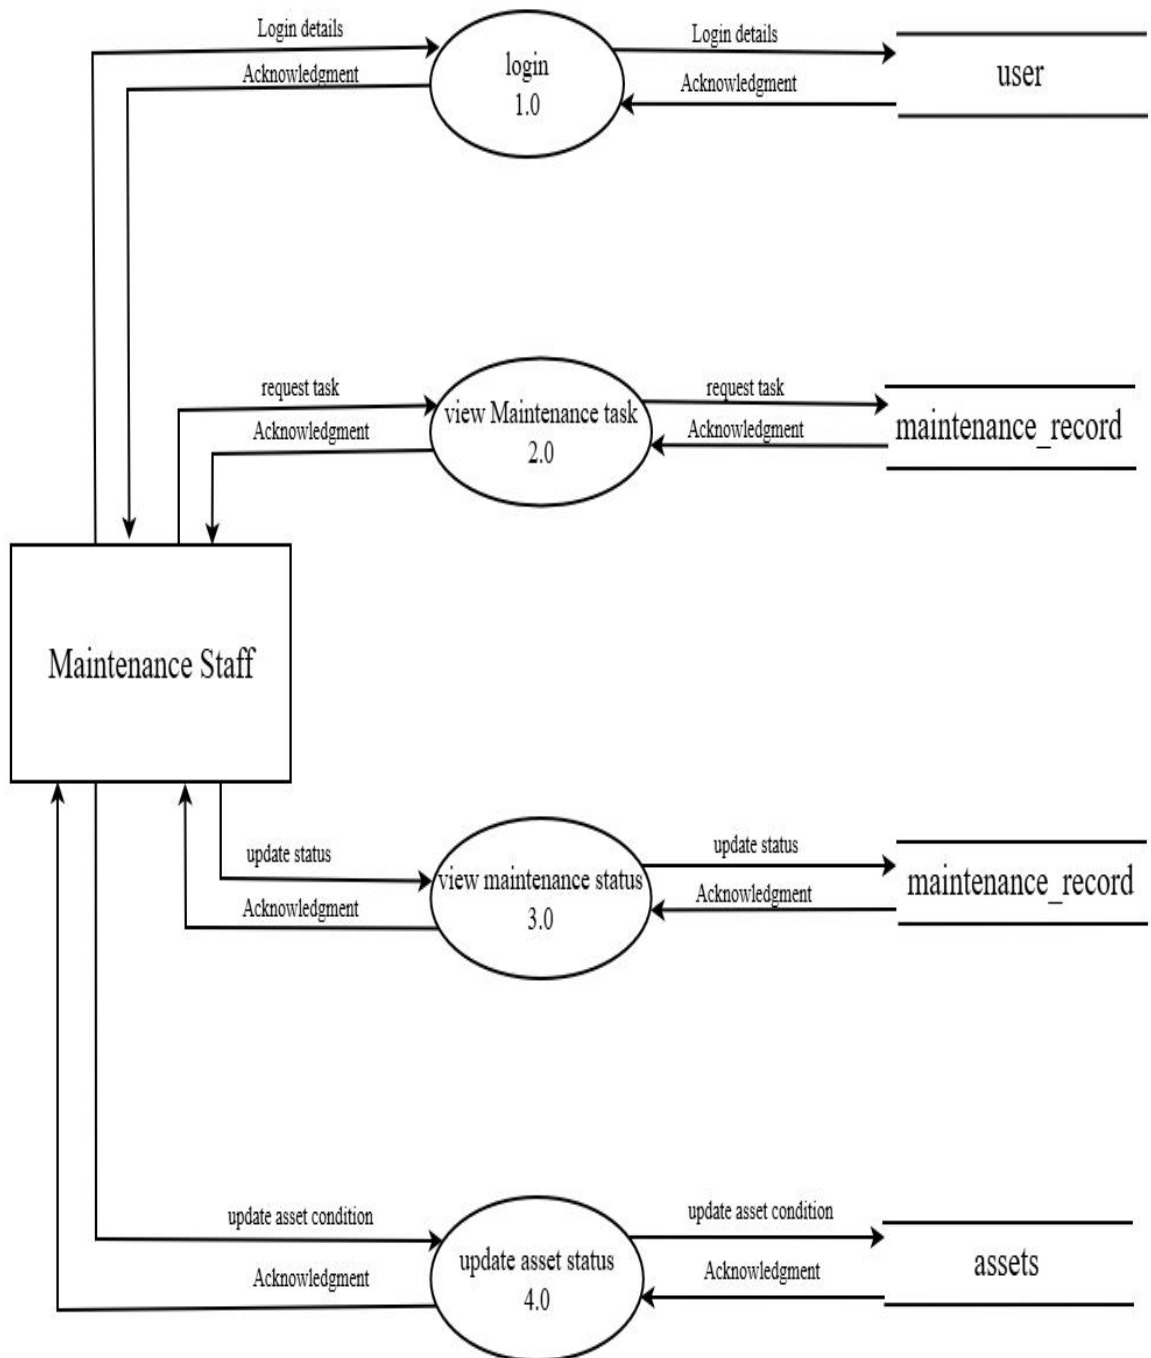 Login details
Login details
login
1.0
user
Acknowledgment
Acknowledgment
request task
request task
view Maintenance task
2.0
maintenance_record
Acknowledgment
Acknowledgment
Maintenance Staff
update status
update status
view maintenance status
3.0
maintenance_record
Acknowledgment
Acknowledgment
update asset condition
update asset condition
update asset status
4.0
assets
Acknowledgment
Acknowledgment